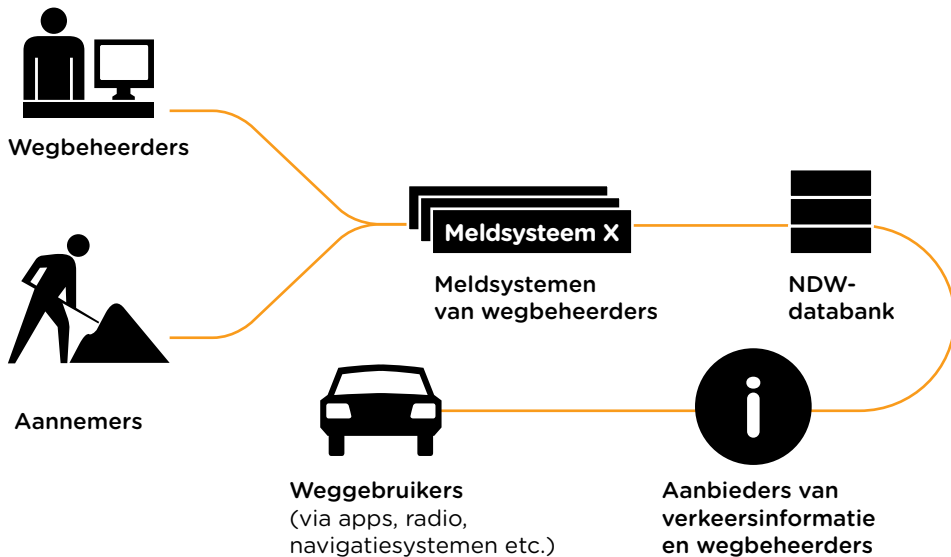 Wegbeheerders
Aannemers
Meldsysteem X
Meldsystemen
van wegbeheerders
NDW-
databank
Weggebruikers
(via apps, radio,
navigatiesystemen etc.)
i
Aanbieders van
verkeersinformatie
en wegbeheerders